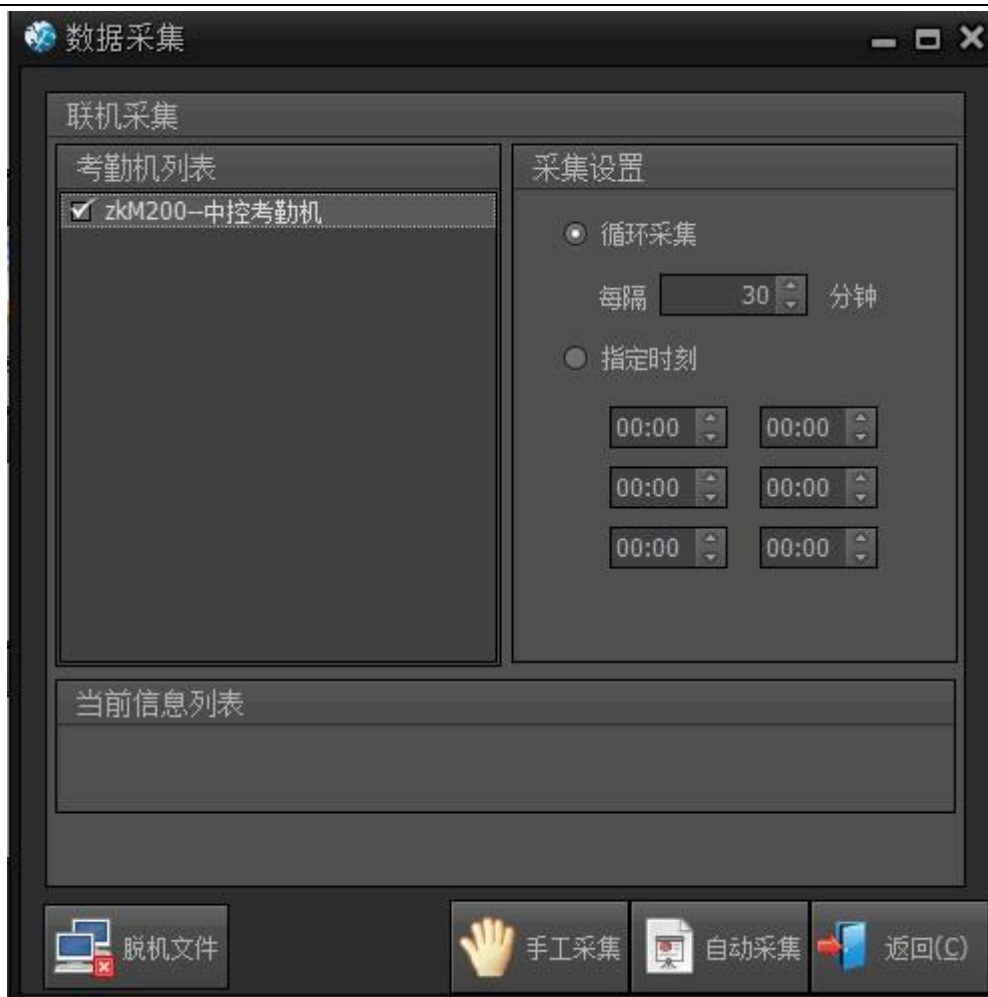 数据采集
联机采集
考勤机列表
zkM200--中控考勤机
采集设置
循环采集
每隔 30 分钟
指定时刻
00:00 00:00
00:00 00:00
00:00 00:00
当前信息列表
脱机文件 手工采集 自动采集 返回(C)